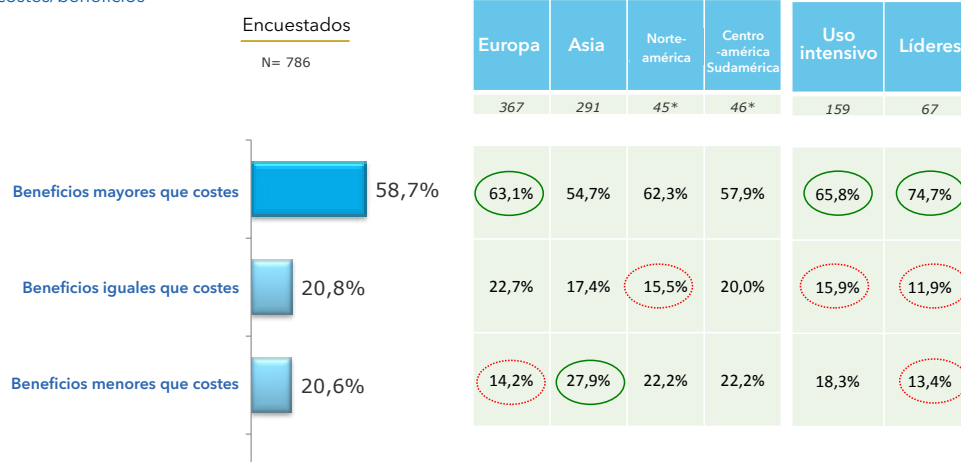 costes/beneficios
Encuestados
N= 786
Europa Asia Norte-
américa Centro
-américa
Sudamérica Uso
intensivo Líderes
367 291 45* 46* 159 67
Beneficios mayores que costes 58,7% 63,1% 54,7% 62,3% 57,9% 65,8% 74,7%
Beneficios iguales que costes 20,8% 22,7% 17,4% 15,5% 20,0% 15,9% 11,9%
Beneficios menores que costes 20,6% 14,2% 27,9% 22,2% 22,2% 18,3% 13,4%